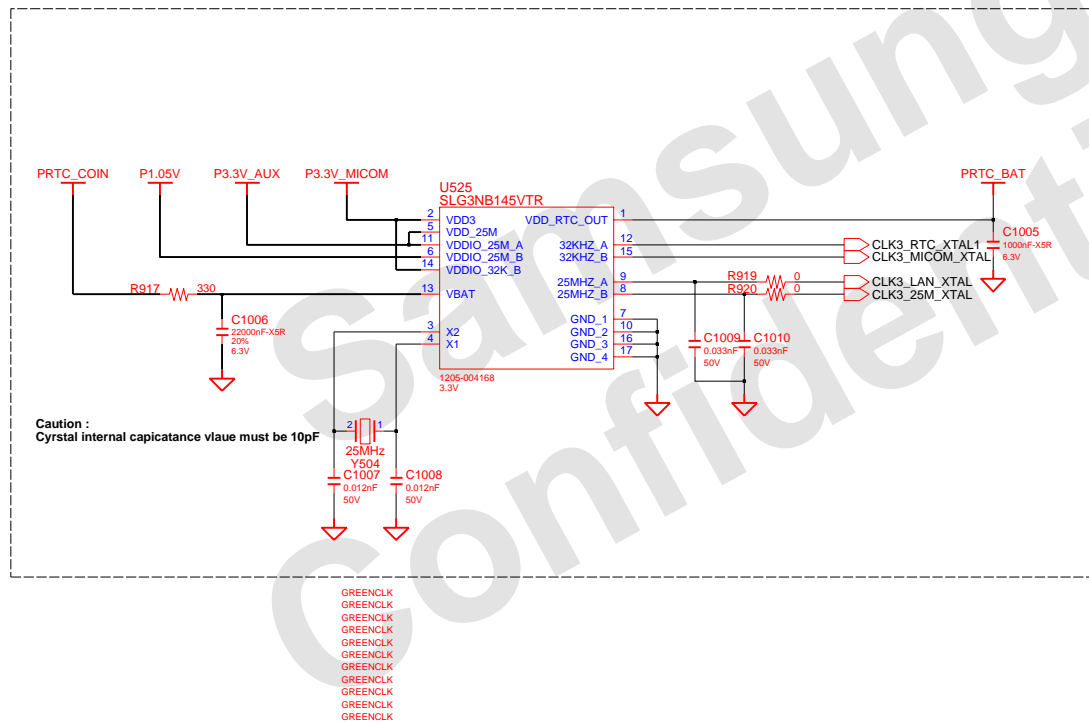 Samsung
Confidenti
PRTC_COIN P1.05V P3.3V_AUX P3.3V_MICOM PRTC_BAT
U525
SLG3NB145VTR
2 VDD3 VDD_RTC_OUT 1
5 VDD_25M
11 VDDIO_25M_A 32KHZ_A 12 CLK3_RTC_XTAL1
6 VDDIO_25M_B 32KHZ_B 15 CLK3_MICOM_XTAL
14 VDDIO_32K_B
C1005
1000nF-X5R
6.3V
25MHZ_A 9 R919 0 CLK3_LAN_XTAL
R917 330 13 VBAT 25MHZ_B 8 R920 0 CLK3_25M_XTAL
C1006
22000nF-X5R
20%
6.3V
3 X2
4 X1
GND_1 7
GND_2 10
GND_3 16
GND_4 17
C1009
0.033nF
50V
C1010
0.033nF
50V
1205-004168
3.3V
Caution :
Cyrstal internal capicatance vlaue must be 10pF
2 1
25MHz
Y504
C1007
0.012nF
50V
C1008
0.012nF
50V
GREENCLK
GREENCLK
GREENCLK
GREENCLK
GREENCLK
GREENCLK
GREENCLK
GREENCLK
GREENCLK
GREENCLK
GREENCLK